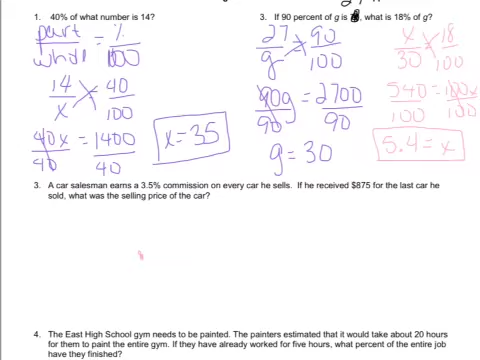 1. 40% of what number is 14?
part / whole = % / 100
14 / x = 40 / 100
40x / 40 = 1400 / 40
x = 35
3. If 90 percent of g is , what is 18% of g?
27 / g = 90 / 100
90g / 90 = 2700 / 90
g = 30
x / 30 = 18 / 100
540 / 100 = 100x / 100
5.4 = x
3. A car salesman earns a 3.5% commission on every car he sells. If he received $875 for the last car he
sold, what was the selling price of the car?
4. The East High School gym needs to be painted. The painters estimated that it would take about 20 hours
for them to paint the entire gym. If they have already worked for five hours, what percent of the entire job
have they finished?